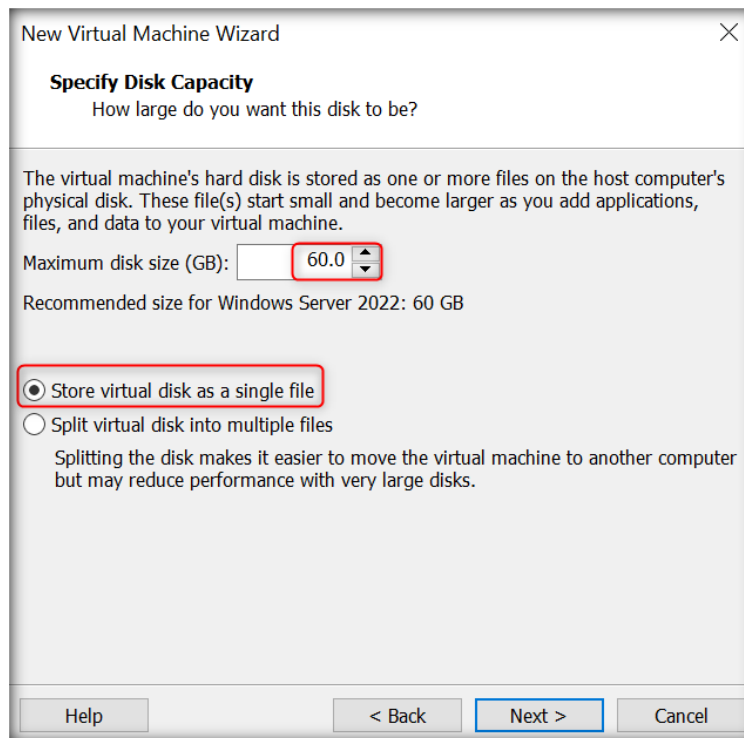 New Virtual Machine Wizard
Specify Disk Capacity
How large do you want this disk to be?
The virtual machine's hard disk is stored as one or more files on the host computer's
physical disk. These file(s) start small and become larger as you add applications,
files, and data to your virtual machine.
Maximum disk size (GB): 60.0
Recommended size for Windows Server 2022: 60 GB
Store virtual disk as a single file
Split virtual disk into multiple files
Splitting the disk makes it easier to move the virtual machine to another computer
but may reduce performance with very large disks.
Help < Back Next > Cancel